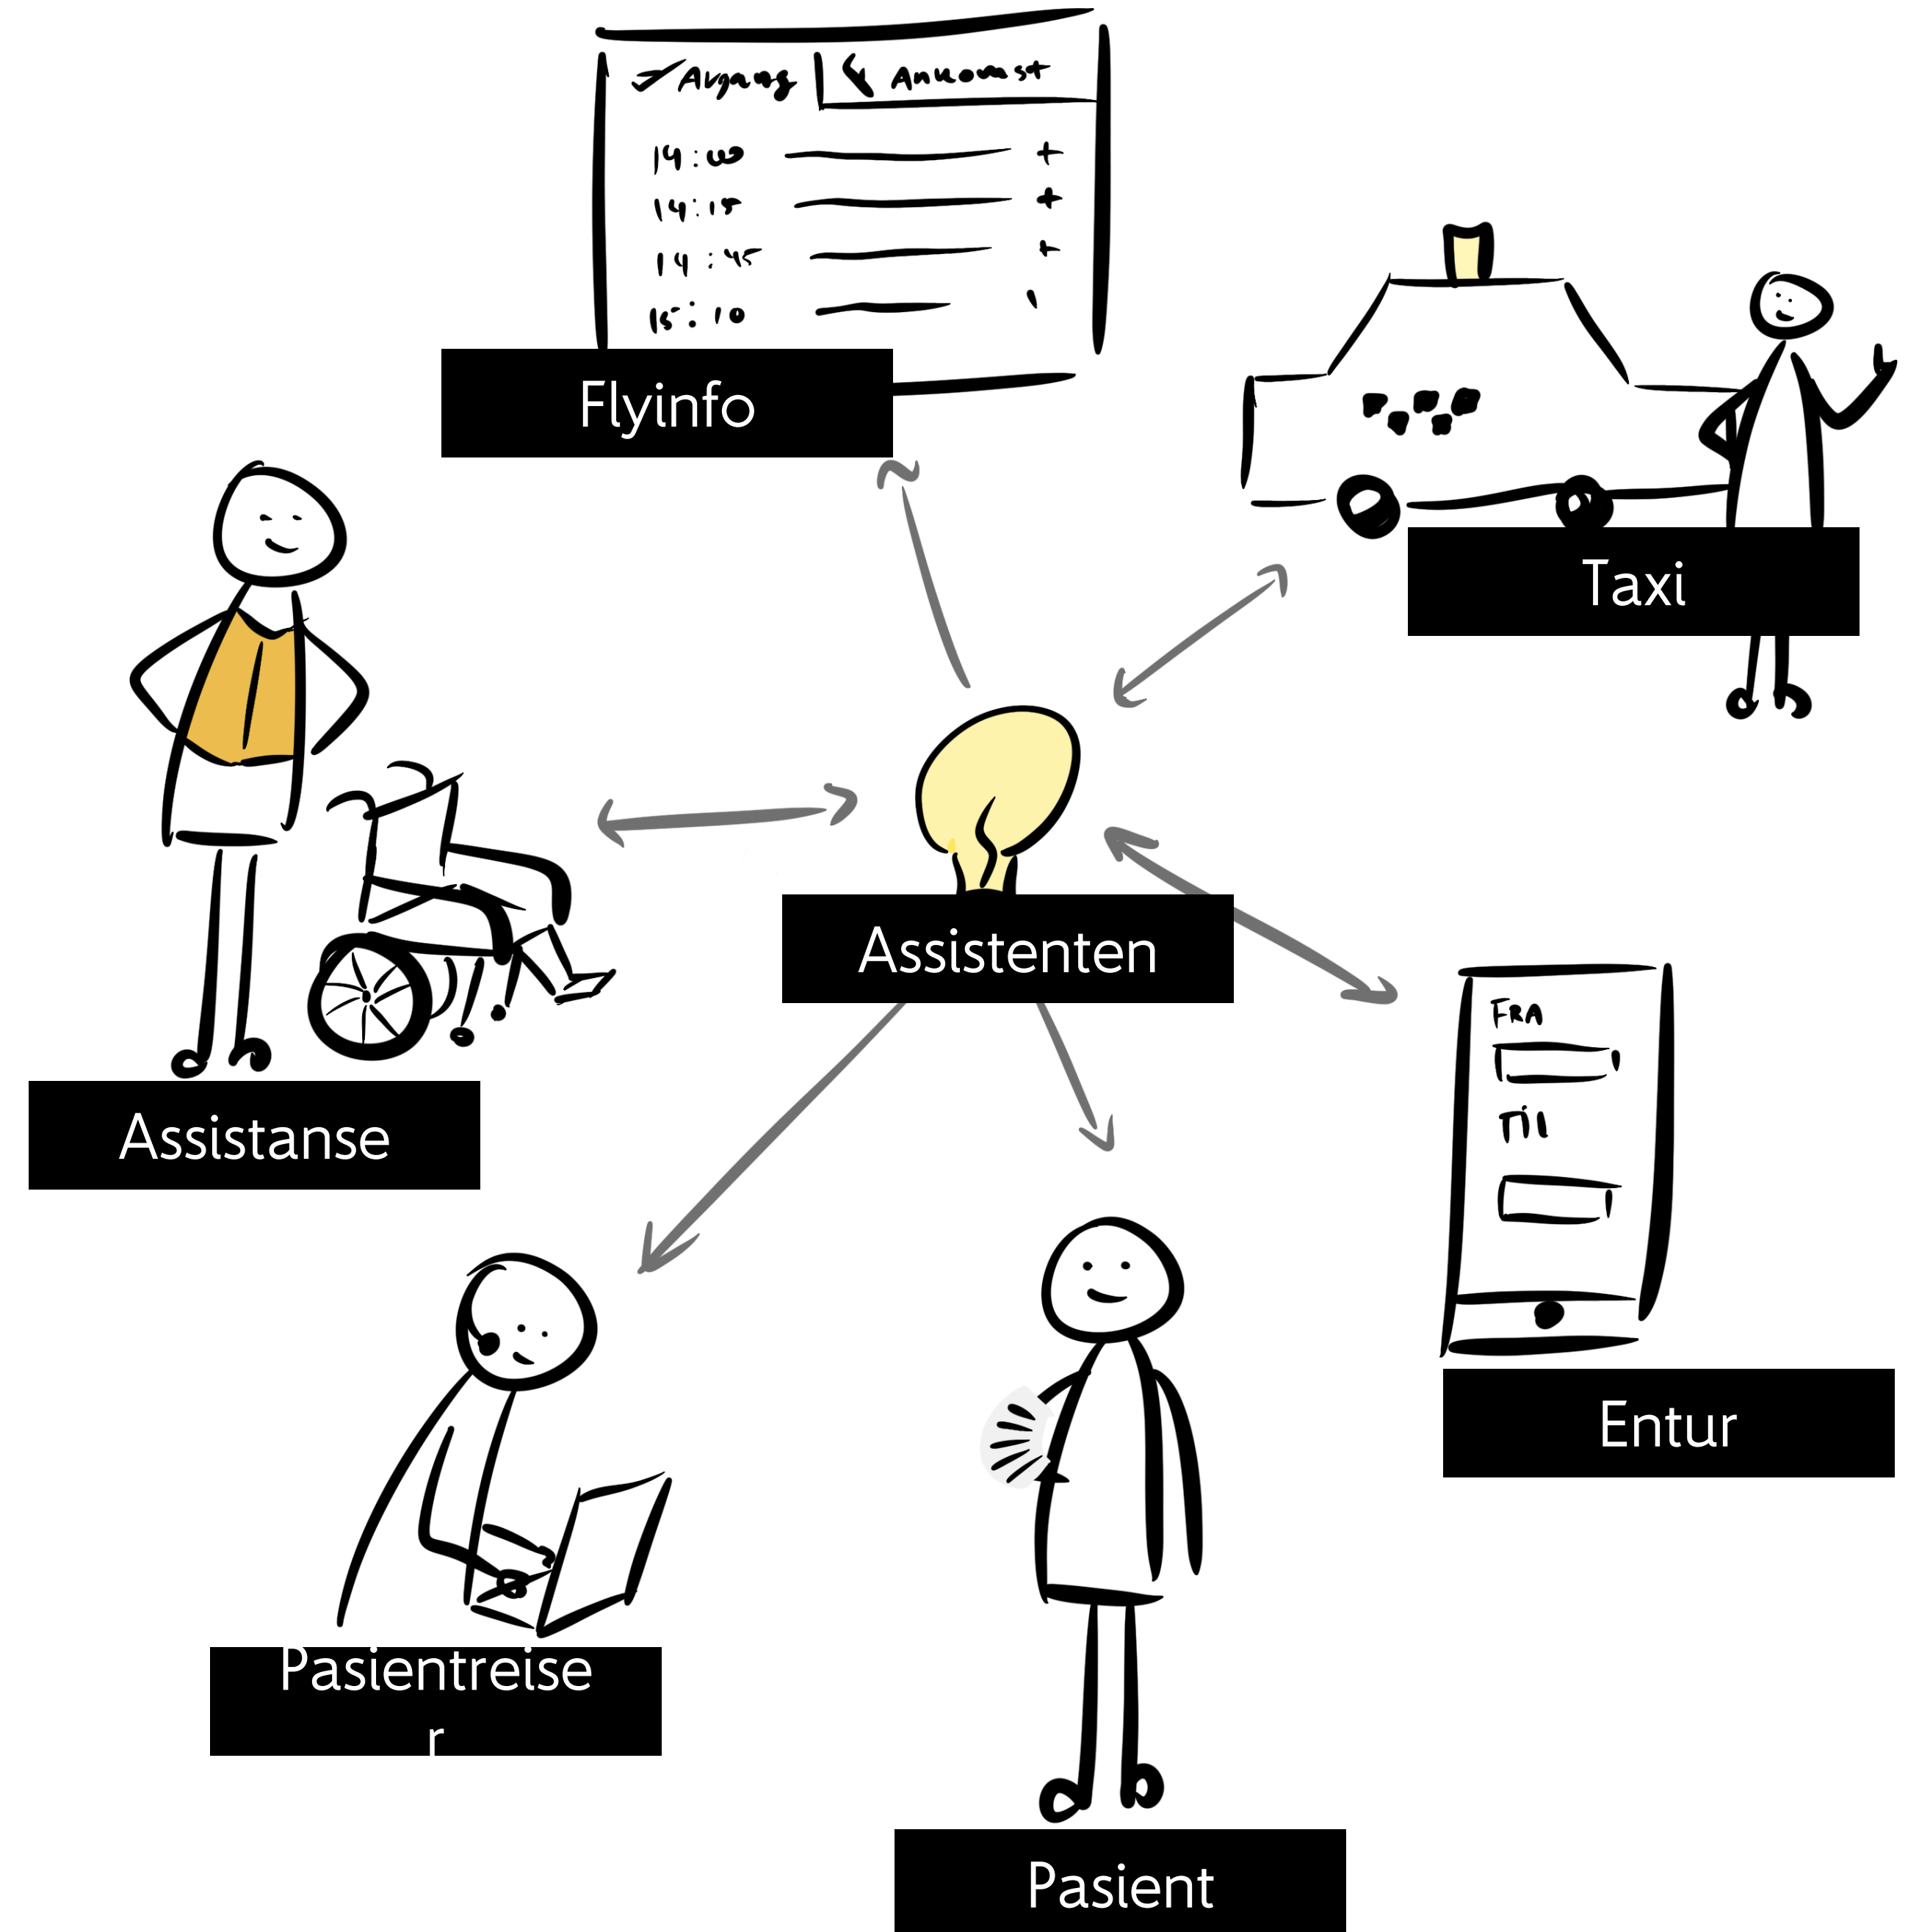 Avgang Ankomst
14:00
14:15
14:45
15:10
Flyinfo
Taxi
Assistenten
Assistanse
FRA
Til
Entur
Pasientreise
r
Pasient